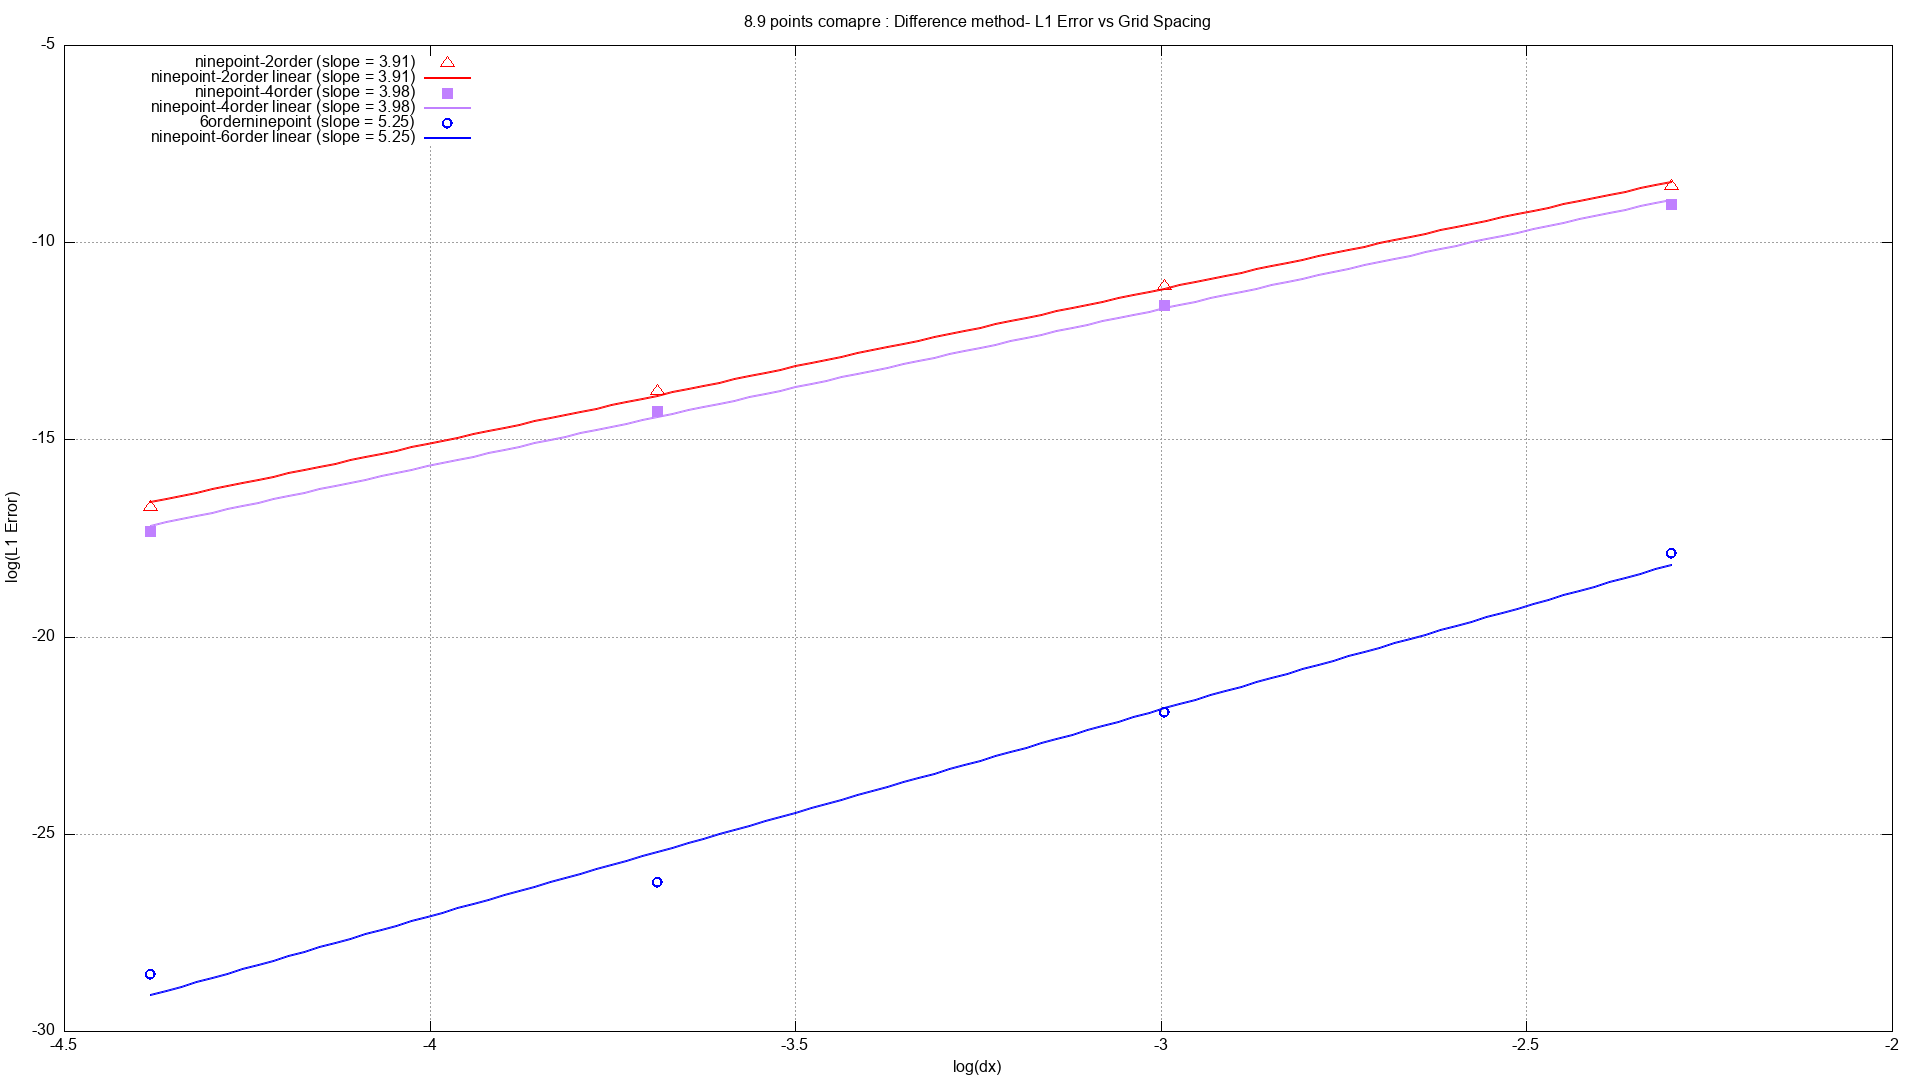 8.9 points comapre : Difference method- L1 Error vs Grid Spacing
ninepoint-2order (slope = 3.91)
ninepoint-2order linear (slope = 3.91)
ninepoint-4order (slope = 3.98)
ninepoint-4order linear (slope = 3.98)
6orderninepoint (slope = 5.25)
ninepoint-6order linear (slope = 5.25)
-5
-10
-15
-20
-25
-30
log(L1 Error)
-4.5
-4
-3.5
-3
-2.5
-2
log(dx)